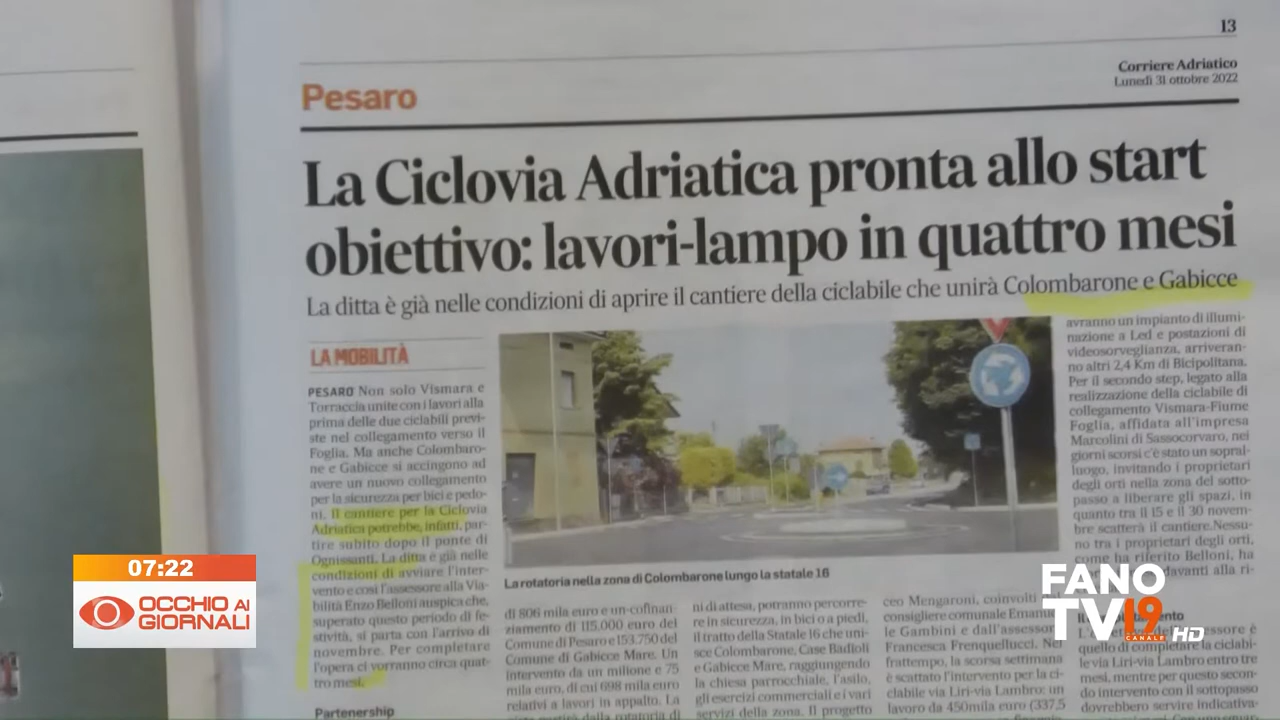 13
Corriere Adriatico
Lunedì 31 ottobre 2022
Pesaro
La Ciclovia Adriatica pronta allo start
obiettivo: lavori-lampo in quattro mesi
La ditta è già nelle condizioni di aprire il cantiere della ciclabile che unirà Colombarone e Gabicce
LA MOBILITÀ
PESARO Non solo Vismara e
Torraccia unite con i lavori alla
prima delle due ciclabili previ-
ste nel collegamento verso il
Foglia. Ma anche Colombaro-
ne e Gabicce si accingono ad
avere un nuovo collegamento
per la sicurezza per bici e pedo-
ni. Il cantiere per la Ciclovia
Adriatica potrebbe, infatti, par-
tire subito dopo il ponte di
Ognissanti. La ditta è già nelle
condizioni di avviare l'inter-
vento e così l'assessore alla Via-
bilità Enzo Belloni auspica che,
superato questo periodo di fe-
stività, si parta con l'arrivo di
novembre. Per completare
l'opera ci vorranno circa quat-
tro mesi.
Partenership
La rotatoria nella zona di Colombarone lungo la statale 16
di 806 mila euro e un cofinan-
ziamento di 115.000 euro del
Comune di Pesaro e 153.750 del
Comune di Gabicce Mare. Un
intervento da un milione e 75
mila euro, di cui 698 mila euro
relativi a lavori in appalto. La
ni di attesa, potranno percorre-
re in sicurezza, in bici o a piedi,
il tratto della Statale 16 che uni-
sce Colombarone, Case Badioli
e Gabicce Mare, raggiungendo
la chiesa parrocchiale, l'asilo,
gli esercizi commerciali e i vari
servizi della zona. Il progetto
ceo Mengaroni, coinvolti
consigliere comunale
le Gambini e dall'assessor
Francesca Frenquellucci. Nel
frattempo, la scorsa settimana
è scattato l'intervento per la ci-
clabile via Liri-via Lambro: un
lavoro da 450mila euro (337,5
avranno un impianto di illumi-
nazione a Led e postazioni di
videosorveglianza, arriveran-
no altri 2,4 Km di Bicipolitana.
Per il secondo step, legato alla
realizzazione della ciclabile di
collegamento Vismara-Fiume
Foglia, affidata all'impresa
Marcolini di Sassocorvaro, nei
giorni scorsi c'è stato un sopral-
luogo, invitando i proprietari
degli orti nella zona del sotto-
passo a liberare gli spazi, in
quanto tra il 15 e il 30 novem-
bre scatterà il cantiere. Nessu-
no tra i proprietari degli orti,
come ha riferito Belloni, ha
davanti alla ri-
quello di completare la ciclabi-
le via Liri-via Lambro entro tre
mesi, mentre per questo secon-
do intervento con il sottopasso
dovrebbero servire indicativa-
07:22
OCCHIO AI
GIORNALI
FANO
TV 19
CANALE HD